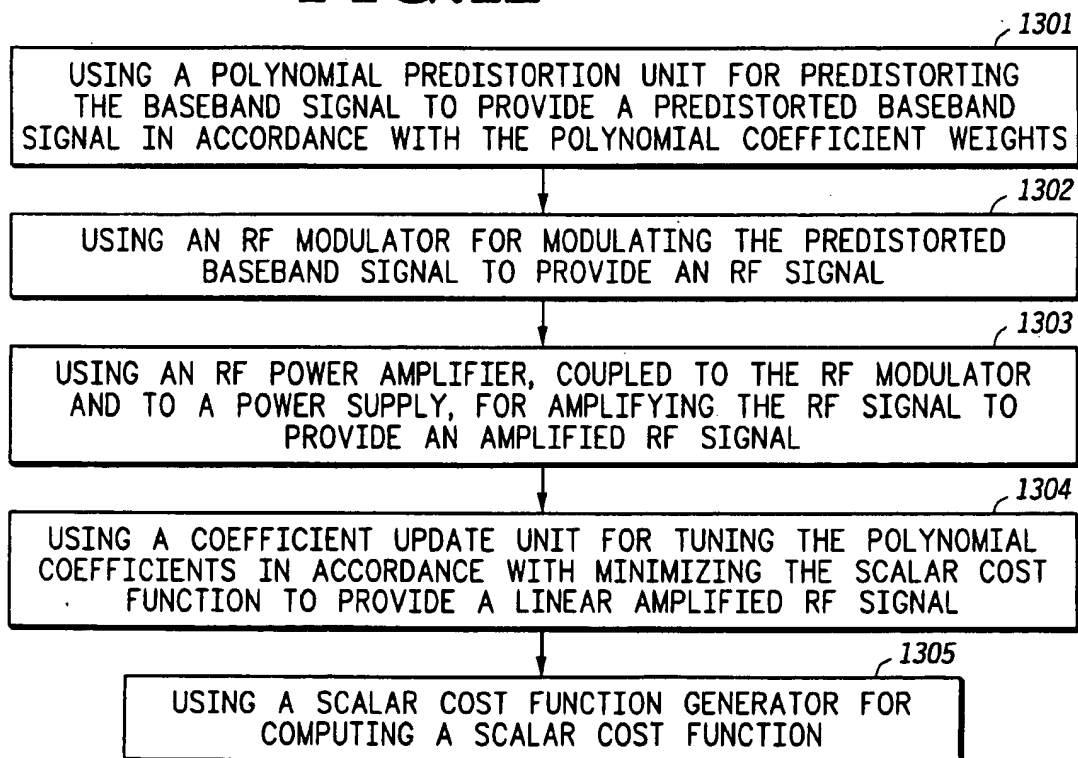 1301
USING A POLYNOMIAL PREDISTORTION UNIT FOR PREDISTORTING
THE BASEBAND SIGNAL TO PROVIDE A PREDISTORTED BASEBAND
SIGNAL IN ACCORDANCE WITH THE POLYNOMIAL COEFFICIENT WEIGHTS
1302
USING AN RF MODULATOR FOR MODULATING THE PREDISTORTED
BASEBAND SIGNAL TO PROVIDE AN RF SIGNAL
1303
USING AN RF POWER AMPLIFIER, COUPLED TO THE RF MODULATOR
AND TO A POWER SUPPLY, FOR AMPLIFYING THE RF SIGNAL TO
PROVIDE AN AMPLIFIED RF SIGNAL
1304
USING A COEFFICIENT UPDATE UNIT FOR TUNING THE POLYNOMIAL
COEFFICIENTS IN ACCORDANCE WITH MINIMIZING THE SCALAR COST
FUNCTION TO PROVIDE A LINEAR AMPLIFIED RF SIGNAL
1305
USING A SCALAR COST FUNCTION GENERATOR FOR
COMPUTING A SCALAR COST FUNCTION